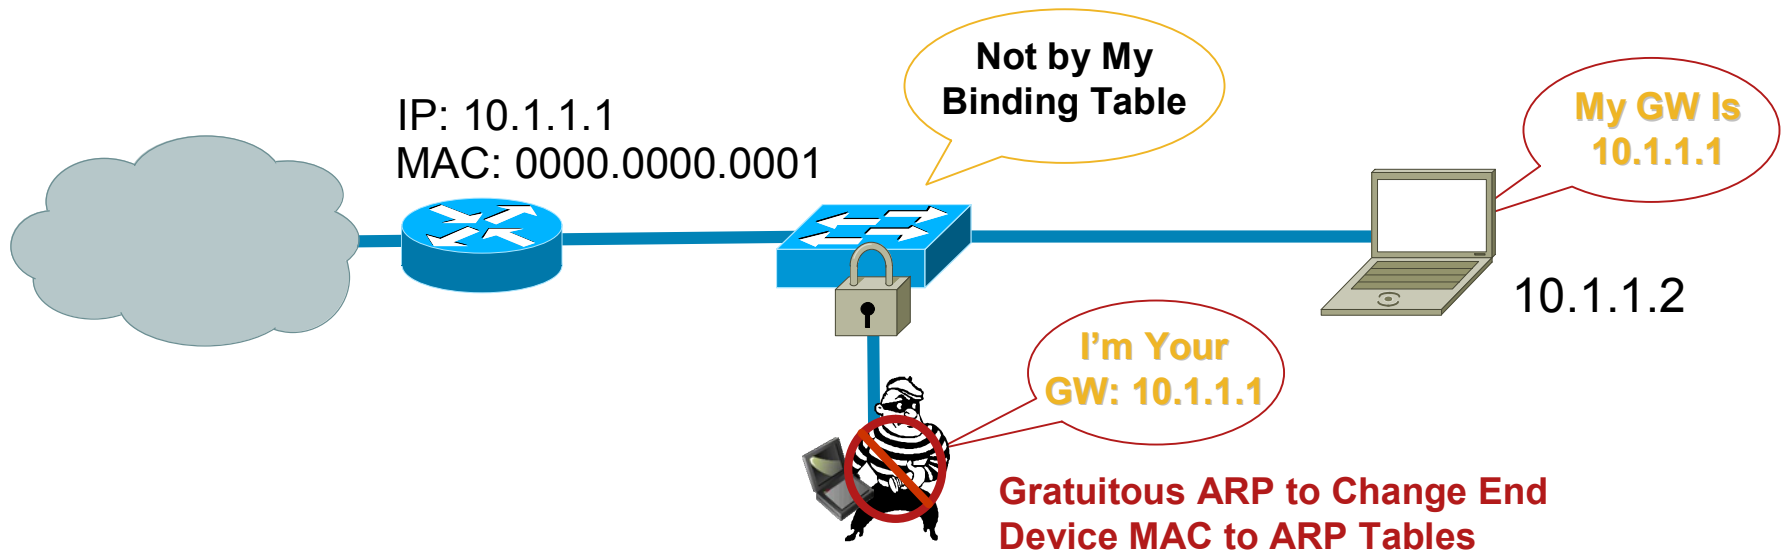 Not by My
Binding Table
My GW Is
10.1.1.1
IP: 10.1.1.1
MAC: 0000.0000.0001
10.1.1.2
I’m Your
GW: 10.1.1.1
Gratuitous ARP to Change End
Device MAC to ARP Tables